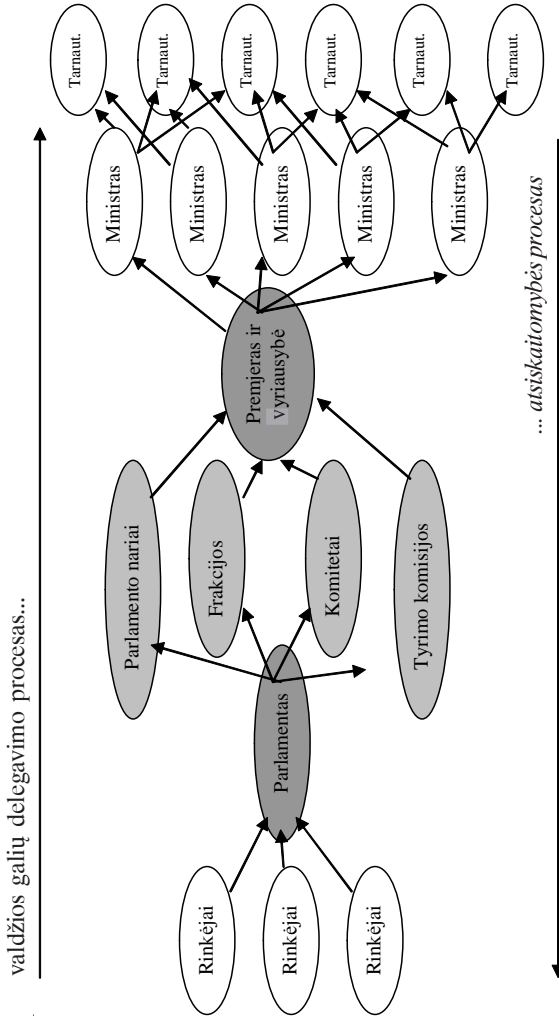 valdžios galių delegavimo procesas...
Rinkėjai
Rinkėjai
Rinkėjai
Parlamentas
Parlamento nariai
Frakcijos
Komitetai
Tyrimo komisijos
Premjeras ir
vyriausybė
Ministras
Ministras
Ministras
Ministras
Ministras
Tarnaut.
Tarnaut.
Tarnaut.
Tarnaut.
Tarnaut.
Tarnaut.
... atsiskaitomybės procesas